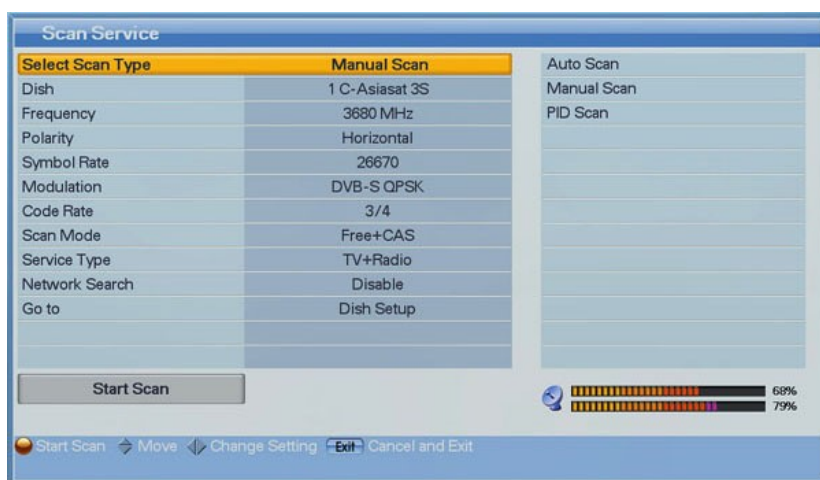 Scan Service
Select Scan Type Manual Scan
Dish 1 C-Asiasat 3S
Frequency 3680 MHz
Polarity Horizontal
Symbol Rate 26670
Modulation DVB-S QPSK
Code Rate 3/4
Scan Mode Free+CAS
Service Type TV+Radio
Network Search Disable
Go to Dish Setup
Start Scan
Auto Scan
Manual Scan
PID Scan
68%
79%
Start Scan Move Change Setting Exit Cancel and Exit